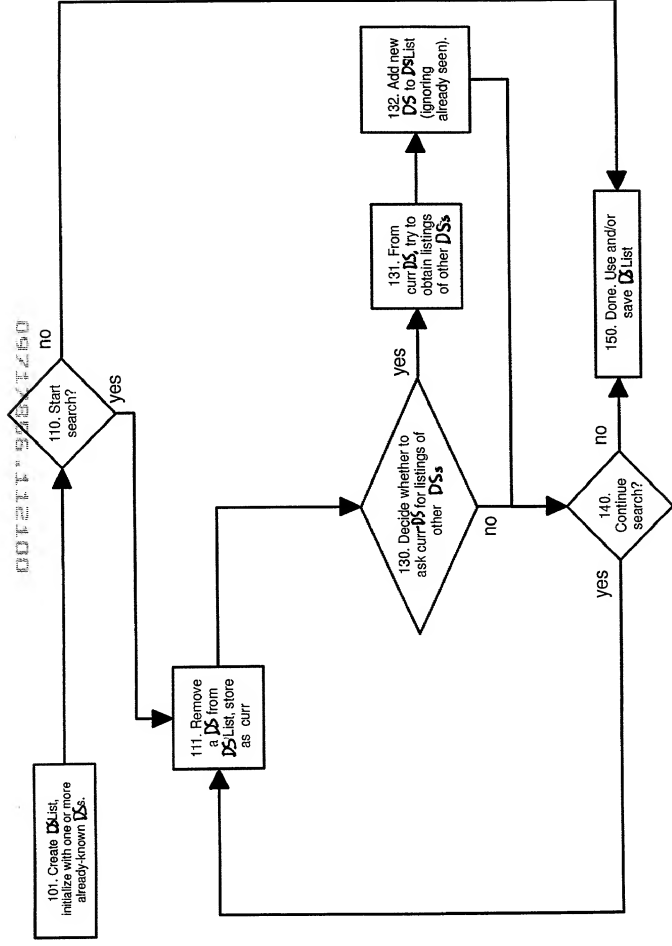 101. Create DSList,
initialize with one or more
already-known DSs.
110. Start
search?
no
yes
111. Remove
a DS from
DSList, store
as curr
130. Decide whether to
ask currDS for listings of
other DSs
yes
no
131. From
currDS, try to
obtain listings
of other DSs
132. Add new
DS to DSList
(ignoring
already seen).
140.
Continue
search?
yes
no
150. Done. Use and/or
save DSList